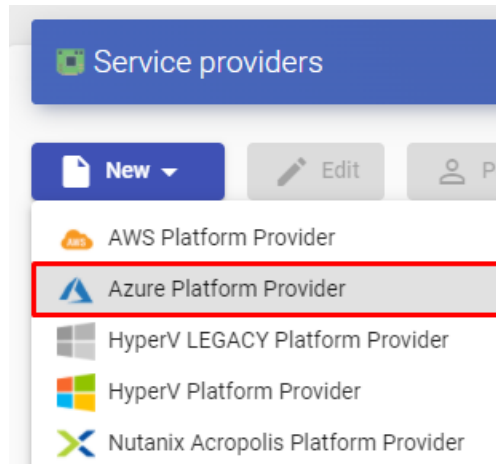 Service providers
New Edit P
AWS AWS Platform Provider
Azure Platform Provider
HyperV LEGACY Platform Provider
HyperV Platform Provider
Nutanix Acropolis Platform Provider